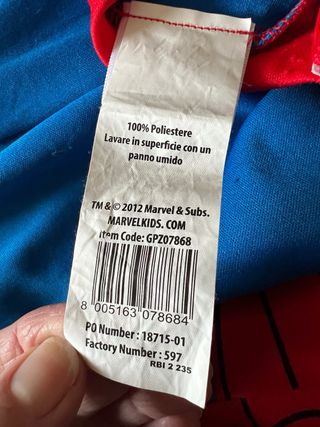 100% Poliestere
Lavare in superficie con un
panno umido
TM & © 2012 Marvel & Subs.
MARVELKIDS. COM
Item Code: GPZ07868
8 005163 078684
PO Number : 18715-01
Factory Number : 597
RBI 2 235